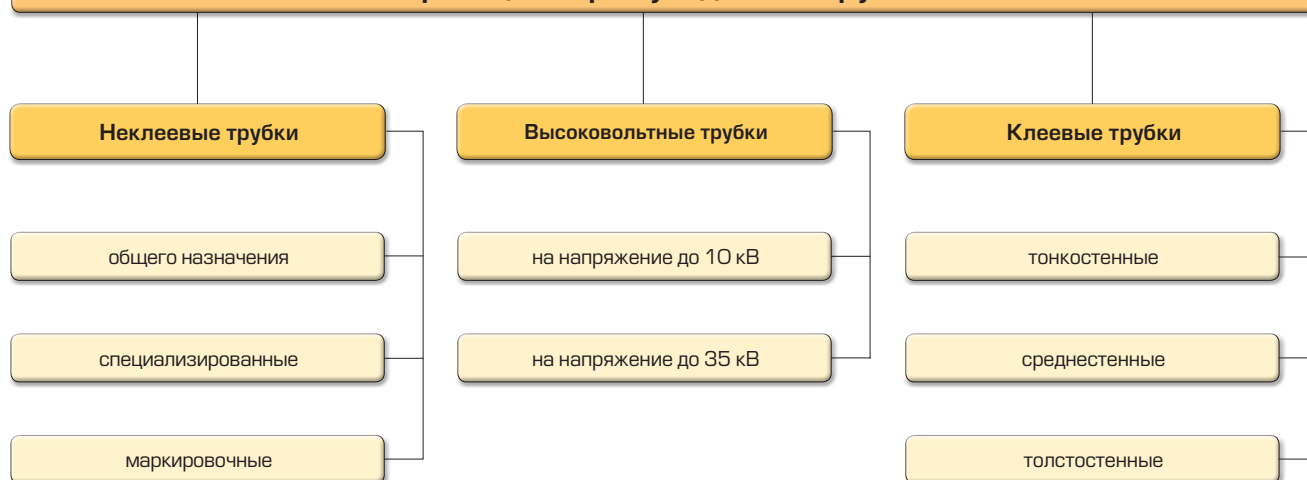 Неклеевые трубки
общего назначения
специализированные
маркировочные
Высоковольтные трубки
на напряжение до 10 кВ
на напряжение до 35 кВ
Клеевые трубки
тонкостенные
среднестенные
толстостенные